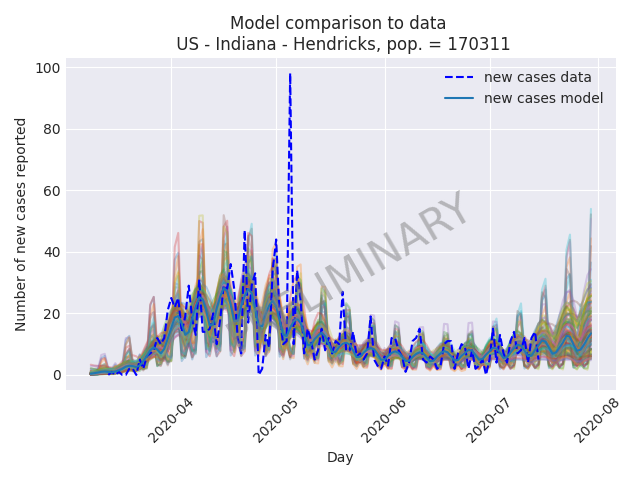 Model comparison to data
US - Indiana - Hendricks, pop. = 170311
new cases data
new cases model
100
80
60
40
20
0
Number of new cases reported
LIMINARY
2020-04
2020-05
2020-06
2020-07
2020-08
Day